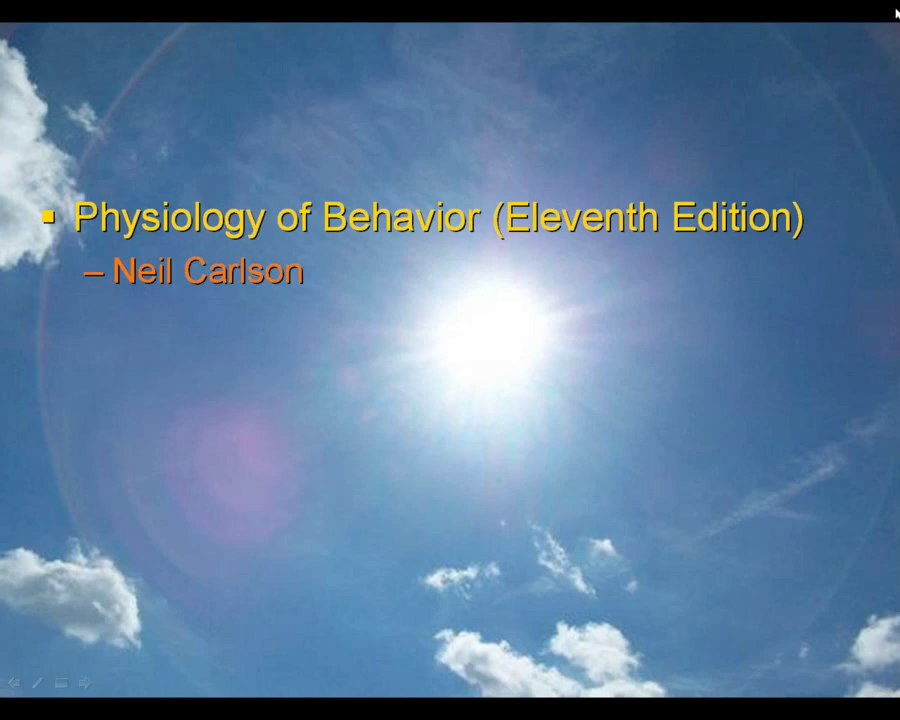 ▪ Physiology of Behavior (Eleventh Edition)
– Neil Carlson